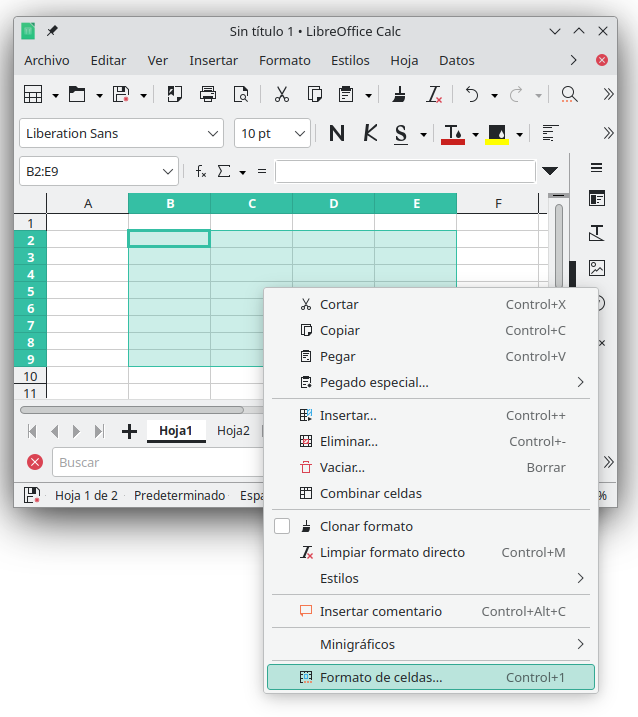 Sin título 1 • LibreOffice Calc
Archivo Editar Ver Insertar Formato Estilos Hoja Datos
Liberation Sans 10 pt N K S T
B2:E9 fx Σ =
A B C D E F
1
2
3
4
5
6
7
8
9
10
11
Hoja1 Hoja2
Buscar
Hoja 1 de 2 Predeterminado Espa %
Cortar Control+X
Copiar Control+C
Pegar Control+V
Pegado especial...
Insertar... Control++
Eliminar... Control+-
Vaciar... Borrar
Combinar celdas
Clonar formato
Limpiar formato directo Control+M
Estilos
Insertar comentario Control+Alt+C
Minigráficos
Formato de celdas... Control+1